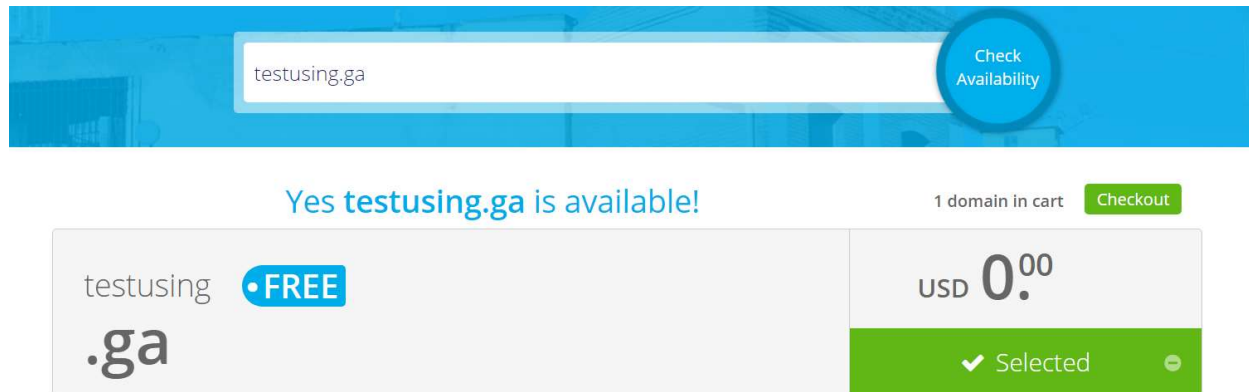 testusing.ga
Check
Availability
Yes testusing.ga is available!
1 domain in cart
Checkout
testusing
FREE
.ga
USD 0.00
Selected